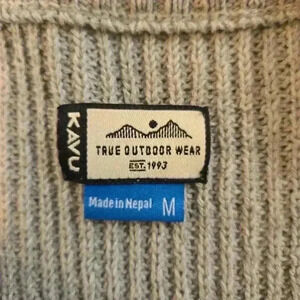 KAVU
TRUE OUTDOOR WEAR
EST. 1993
Made in Nepal M